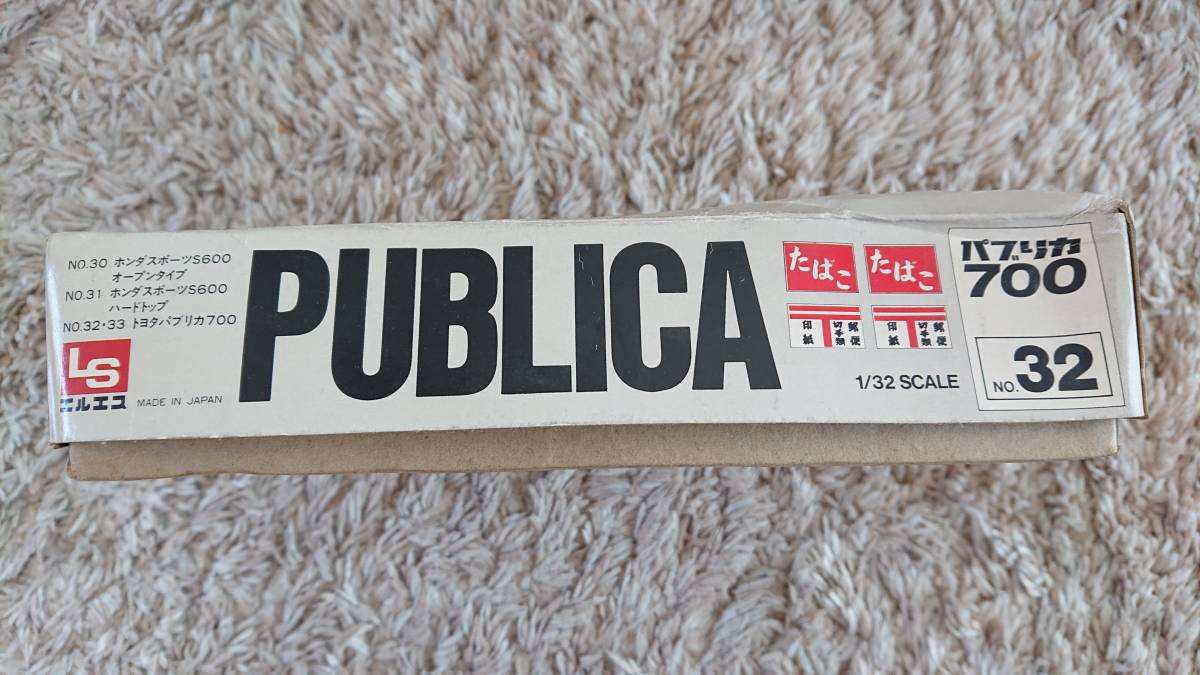 NO.30 ホンダスポーツS600
オープンタイプ
NO.31 ホンダスポーツS600
ハードトップ
NO.32・33 トヨタパブリカ700
LS
エルエス
MADE IN JAPAN
PUBLICA
たばこ
たばこ
郵便
切手類
印紙
郵便
切手類
印紙
1/32 SCALE
パブリカ
700
NO.32